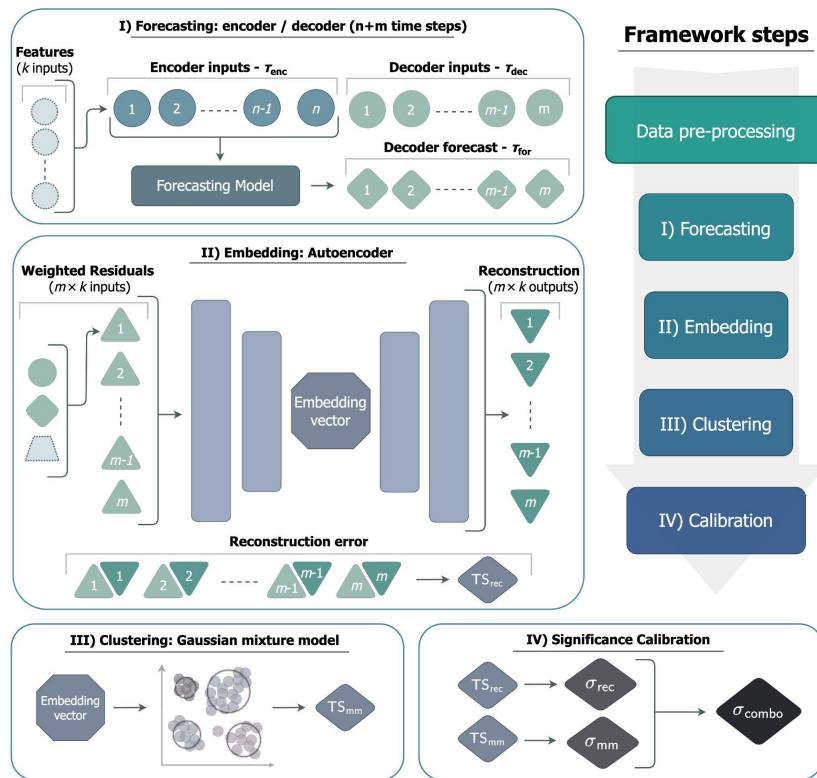 I) Forecasting: encoder / decoder (n+m time steps)
Features
(k inputs)
Encoder inputs - τenc
1 2 n-1 n
Decoder inputs - τdec
1 2 m-1 m
Forecasting Model
Decoder forecast - τfor
1 2 m-1 m
II) Embedding: Autoencoder
Weighted Residuals
(m × k inputs)
1
2
m-1
m
Embedding
vector
Reconstruction
(m × k outputs)
1
2
m-1
m
Reconstruction error
1 1 2 2 m-1 m-1 m m
TSrec
III) Clustering: Gaussian mixture model
Embedding
vector
TSmm
IV) Significance Calibration
TSrec
σrec
TSmm
σmm
σcombo
Framework steps
Data pre-processing
I) Forecasting
II) Embedding
III) Clustering
IV) Calibration